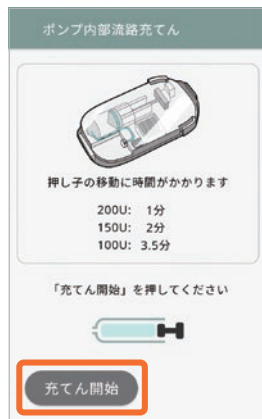 ポンプ内部流路充てん
押し子の移動に時間がかかります
200U: 1分
150U: 2分
100U: 3.5分
「充てん開始」を押してください
充てん開始